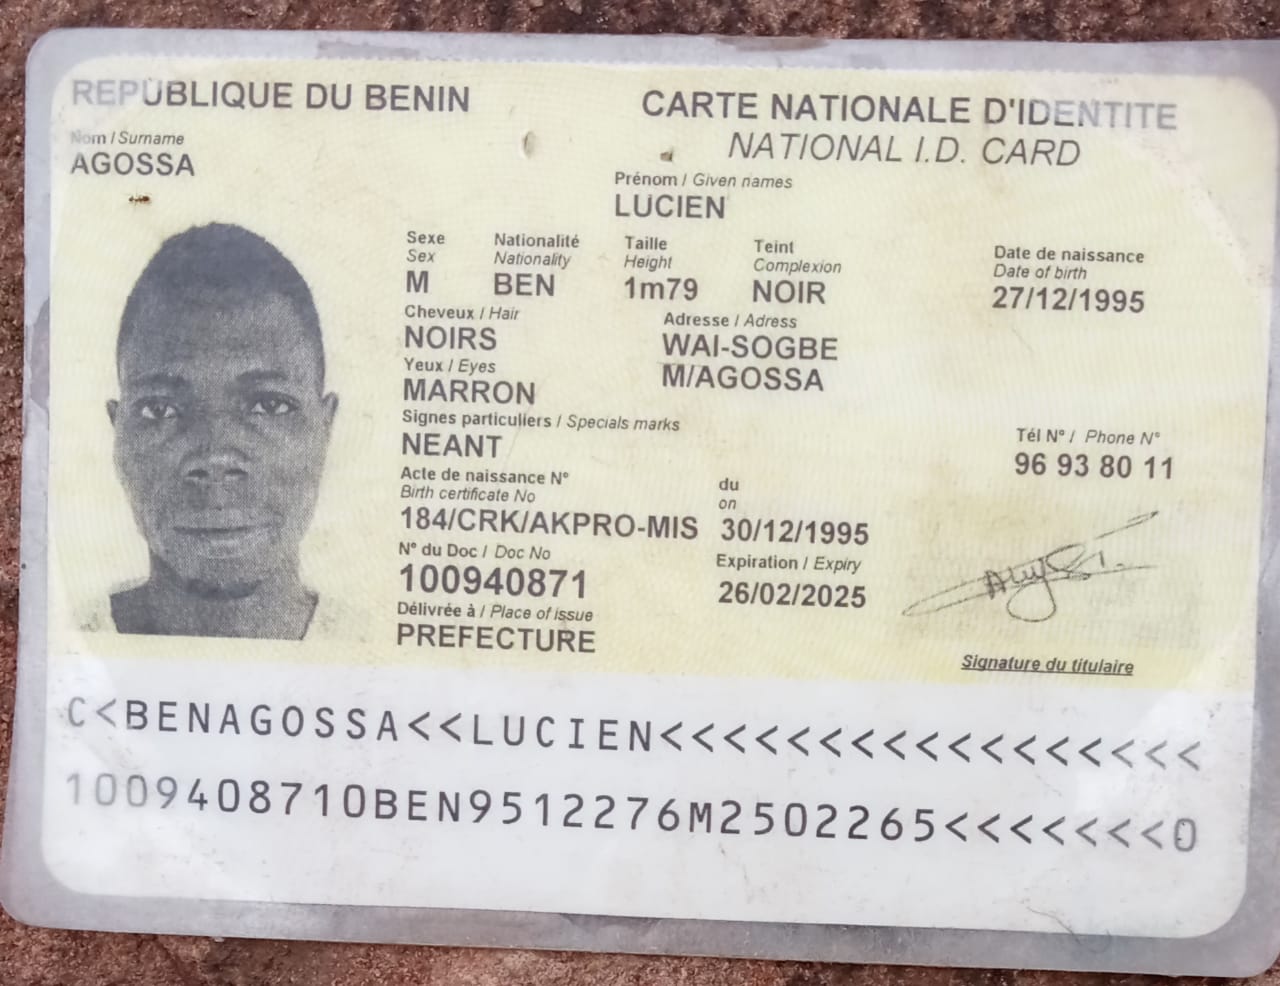 REPUBLIQUE DU BENIN
CARTE NATIONALE D'IDENTITE
NATIONAL I.D. CARD
Nom / Surname
AGOSSA
Prénom / Given names
LUCIEN
Sexe Nationalité Taille Teint Date de naissance
Sex Nationality Height Complexion Date of birth
M BEN 1m79 NOIR 27/12/1995
Cheveux / Hair Adresse / Adress
NOIRS WAI-SOGBE
Yeux / Eyes M/AGOSSA
MARRON
Signes particuliers / Specials marks Tél N° / Phone N°
NEANT 96 93 80 11
Acte de naissance N° du
Birth certificate No on
184/CRK/AKPRO-MIS 30/12/1995
N° du Doc / Doc No Expiration / Expiry
100940871 26/02/2025
Délivrée à / Place of issue
PREFECTURE
Signature du titulaire
C<BENAGOSSA<<LUCIEN<<<<<<<<<<<<<<<<<<
1009408710BEN9512276M2502265<<<<<<<0